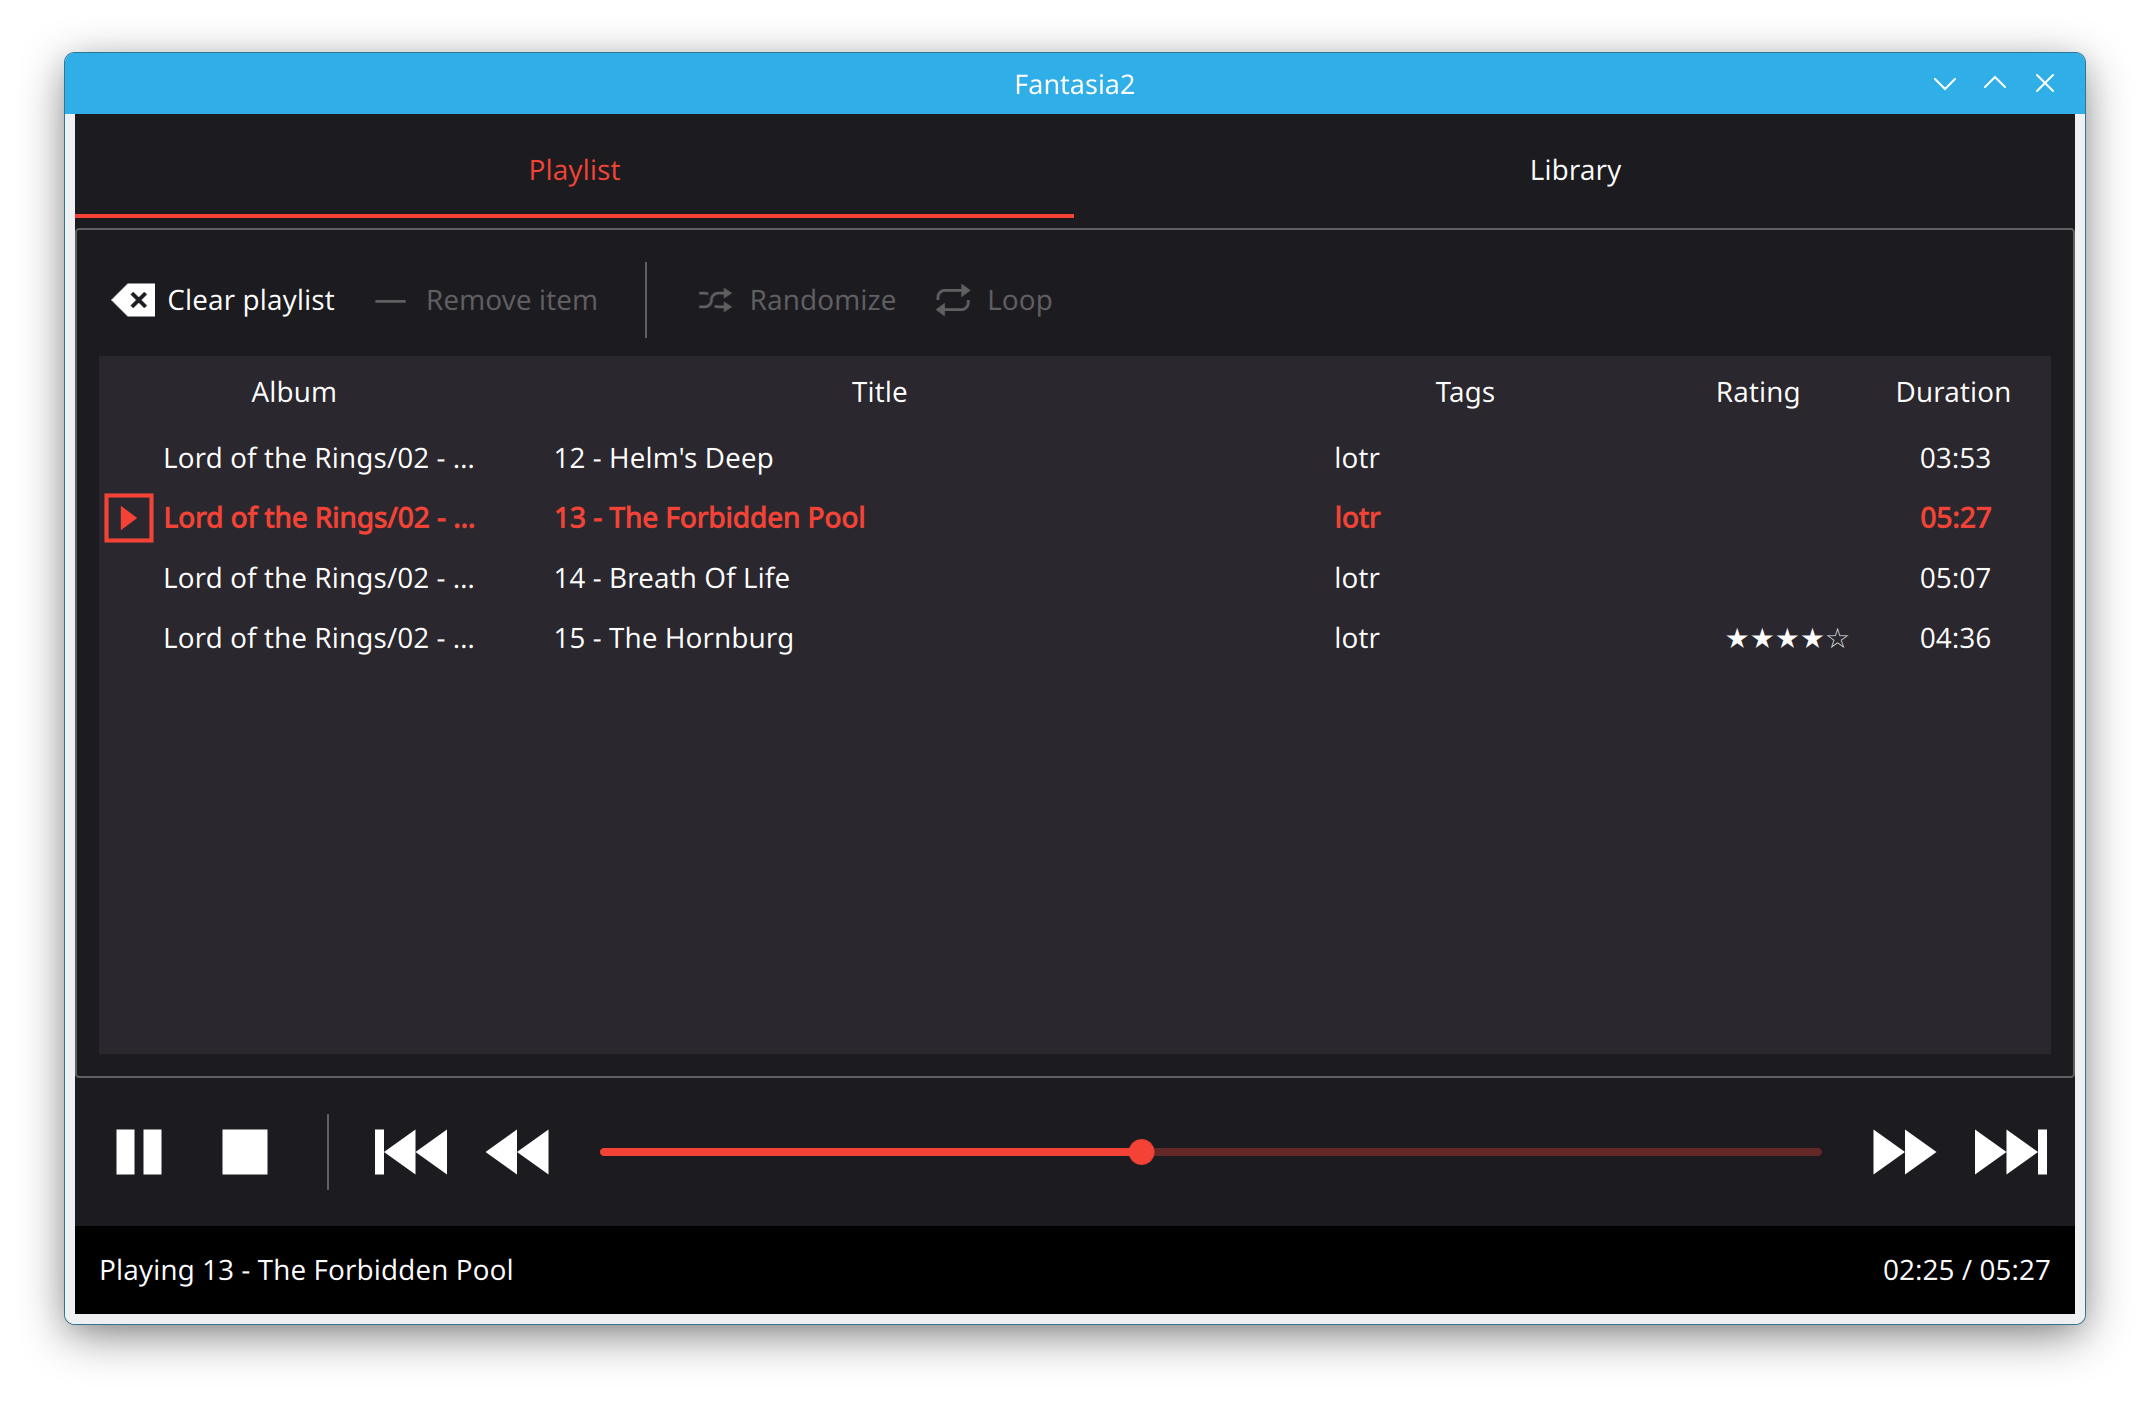 Fantasia2
Playlist Library
Clear playlist Remove item Randomize Loop
Album Title Tags Rating Duration
Lord of the Rings/02 - ... 12 - Helm's Deep lotr 03:53
Lord of the Rings/02 - ... 13 - The Forbidden Pool lotr 05:27
Lord of the Rings/02 - ... 14 - Breath Of Life lotr 05:07
Lord of the Rings/02 - ... 15 - The Hornburg lotr ★★★★☆ 04:36
Playing 13 - The Forbidden Pool 02:25 / 05:27